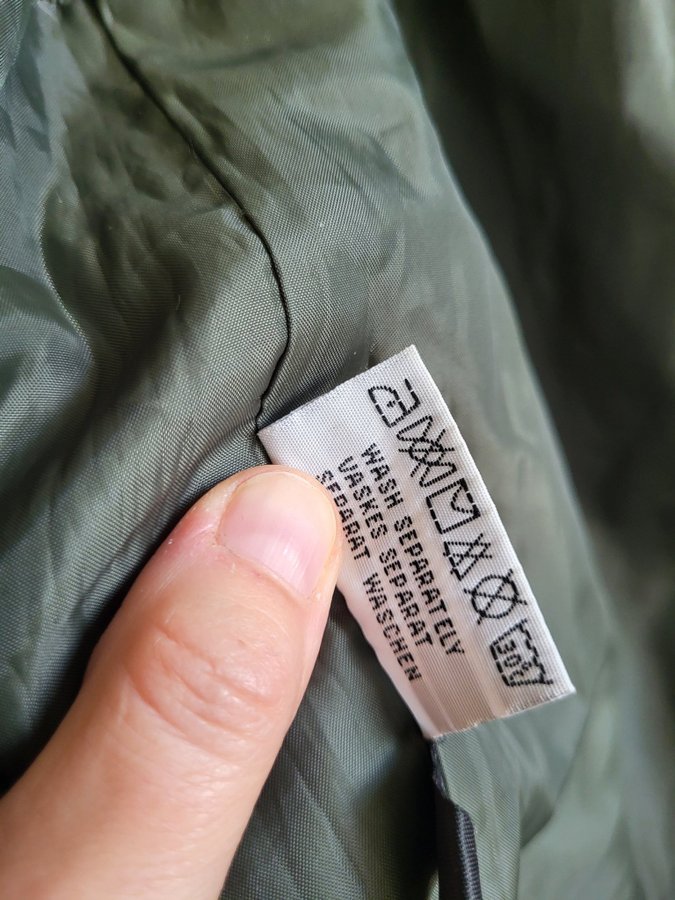 30°
WASH SEPARATELY
VASKES SEPARAT
SEPARAT WASCHEN